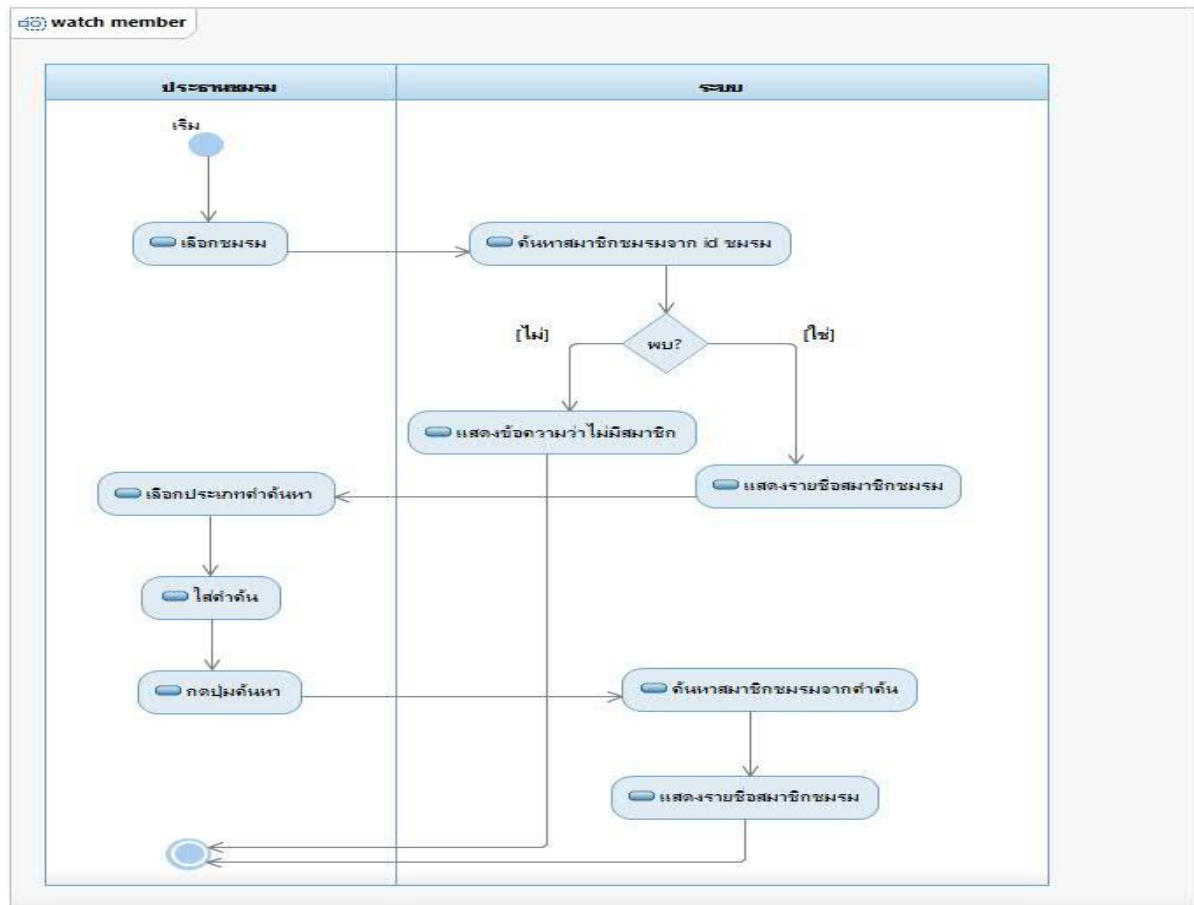 watch member
ประธานชมรม
ระบบ
เริ่ม
เลือกชมรม
ค้นหาสมาชิกชมรมจาก id ชมรม
[ไม่]
พบ?
[ใช่]
แสดงข้อความว่าไม่มีสมาชิก
เลือกประเภทคำค้นหา
แสดงรายชื่อสมาชิกชมรม
ใส่คำค้น
กดปุ่มค้นหา
ค้นหาสมาชิกชมรมจากคำค้น
แสดงรายชื่อสมาชิกชมรม